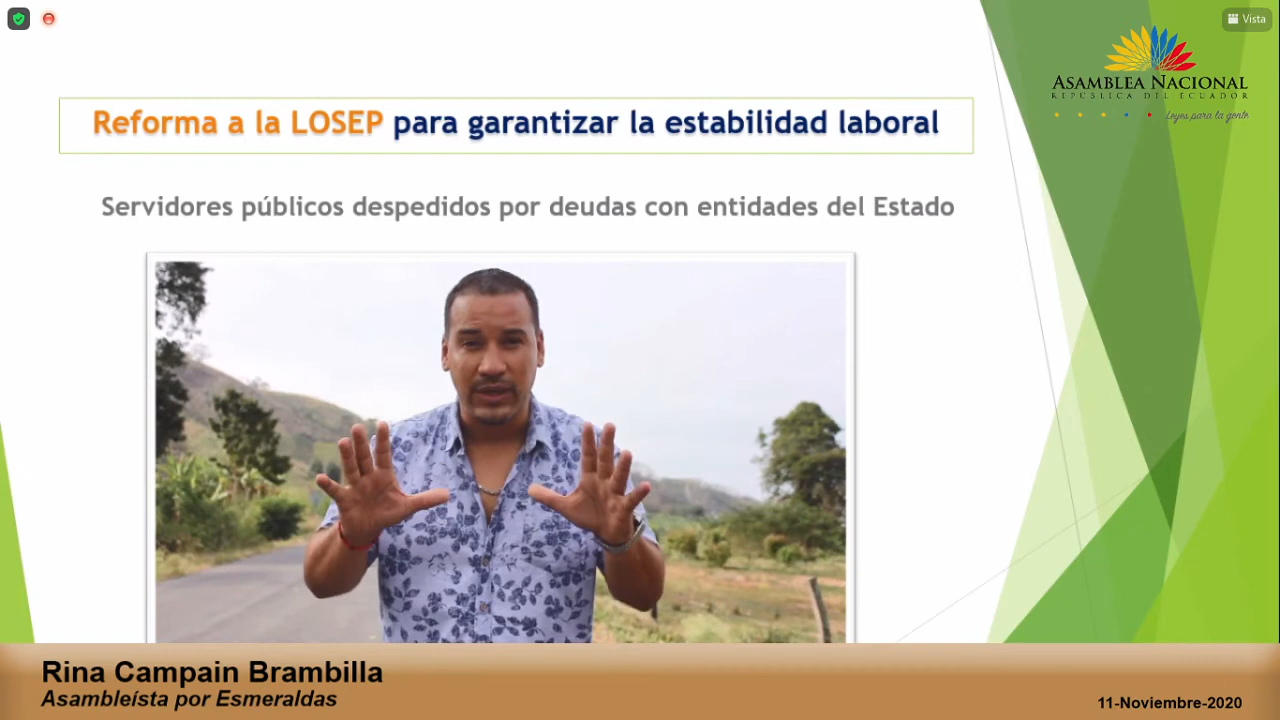 Vista
ASAMBLEA NACIONAL
REPÚBLICA DEL ECUADOR
Leyes para la gente
Reforma a la LOSEP para garantizar la estabilidad laboral
Servidores públicos despedidos por deudas con entidades del Estado
Rina Campain Brambilla
Asambleísta por Esmeraldas
11-Noviembre-2020